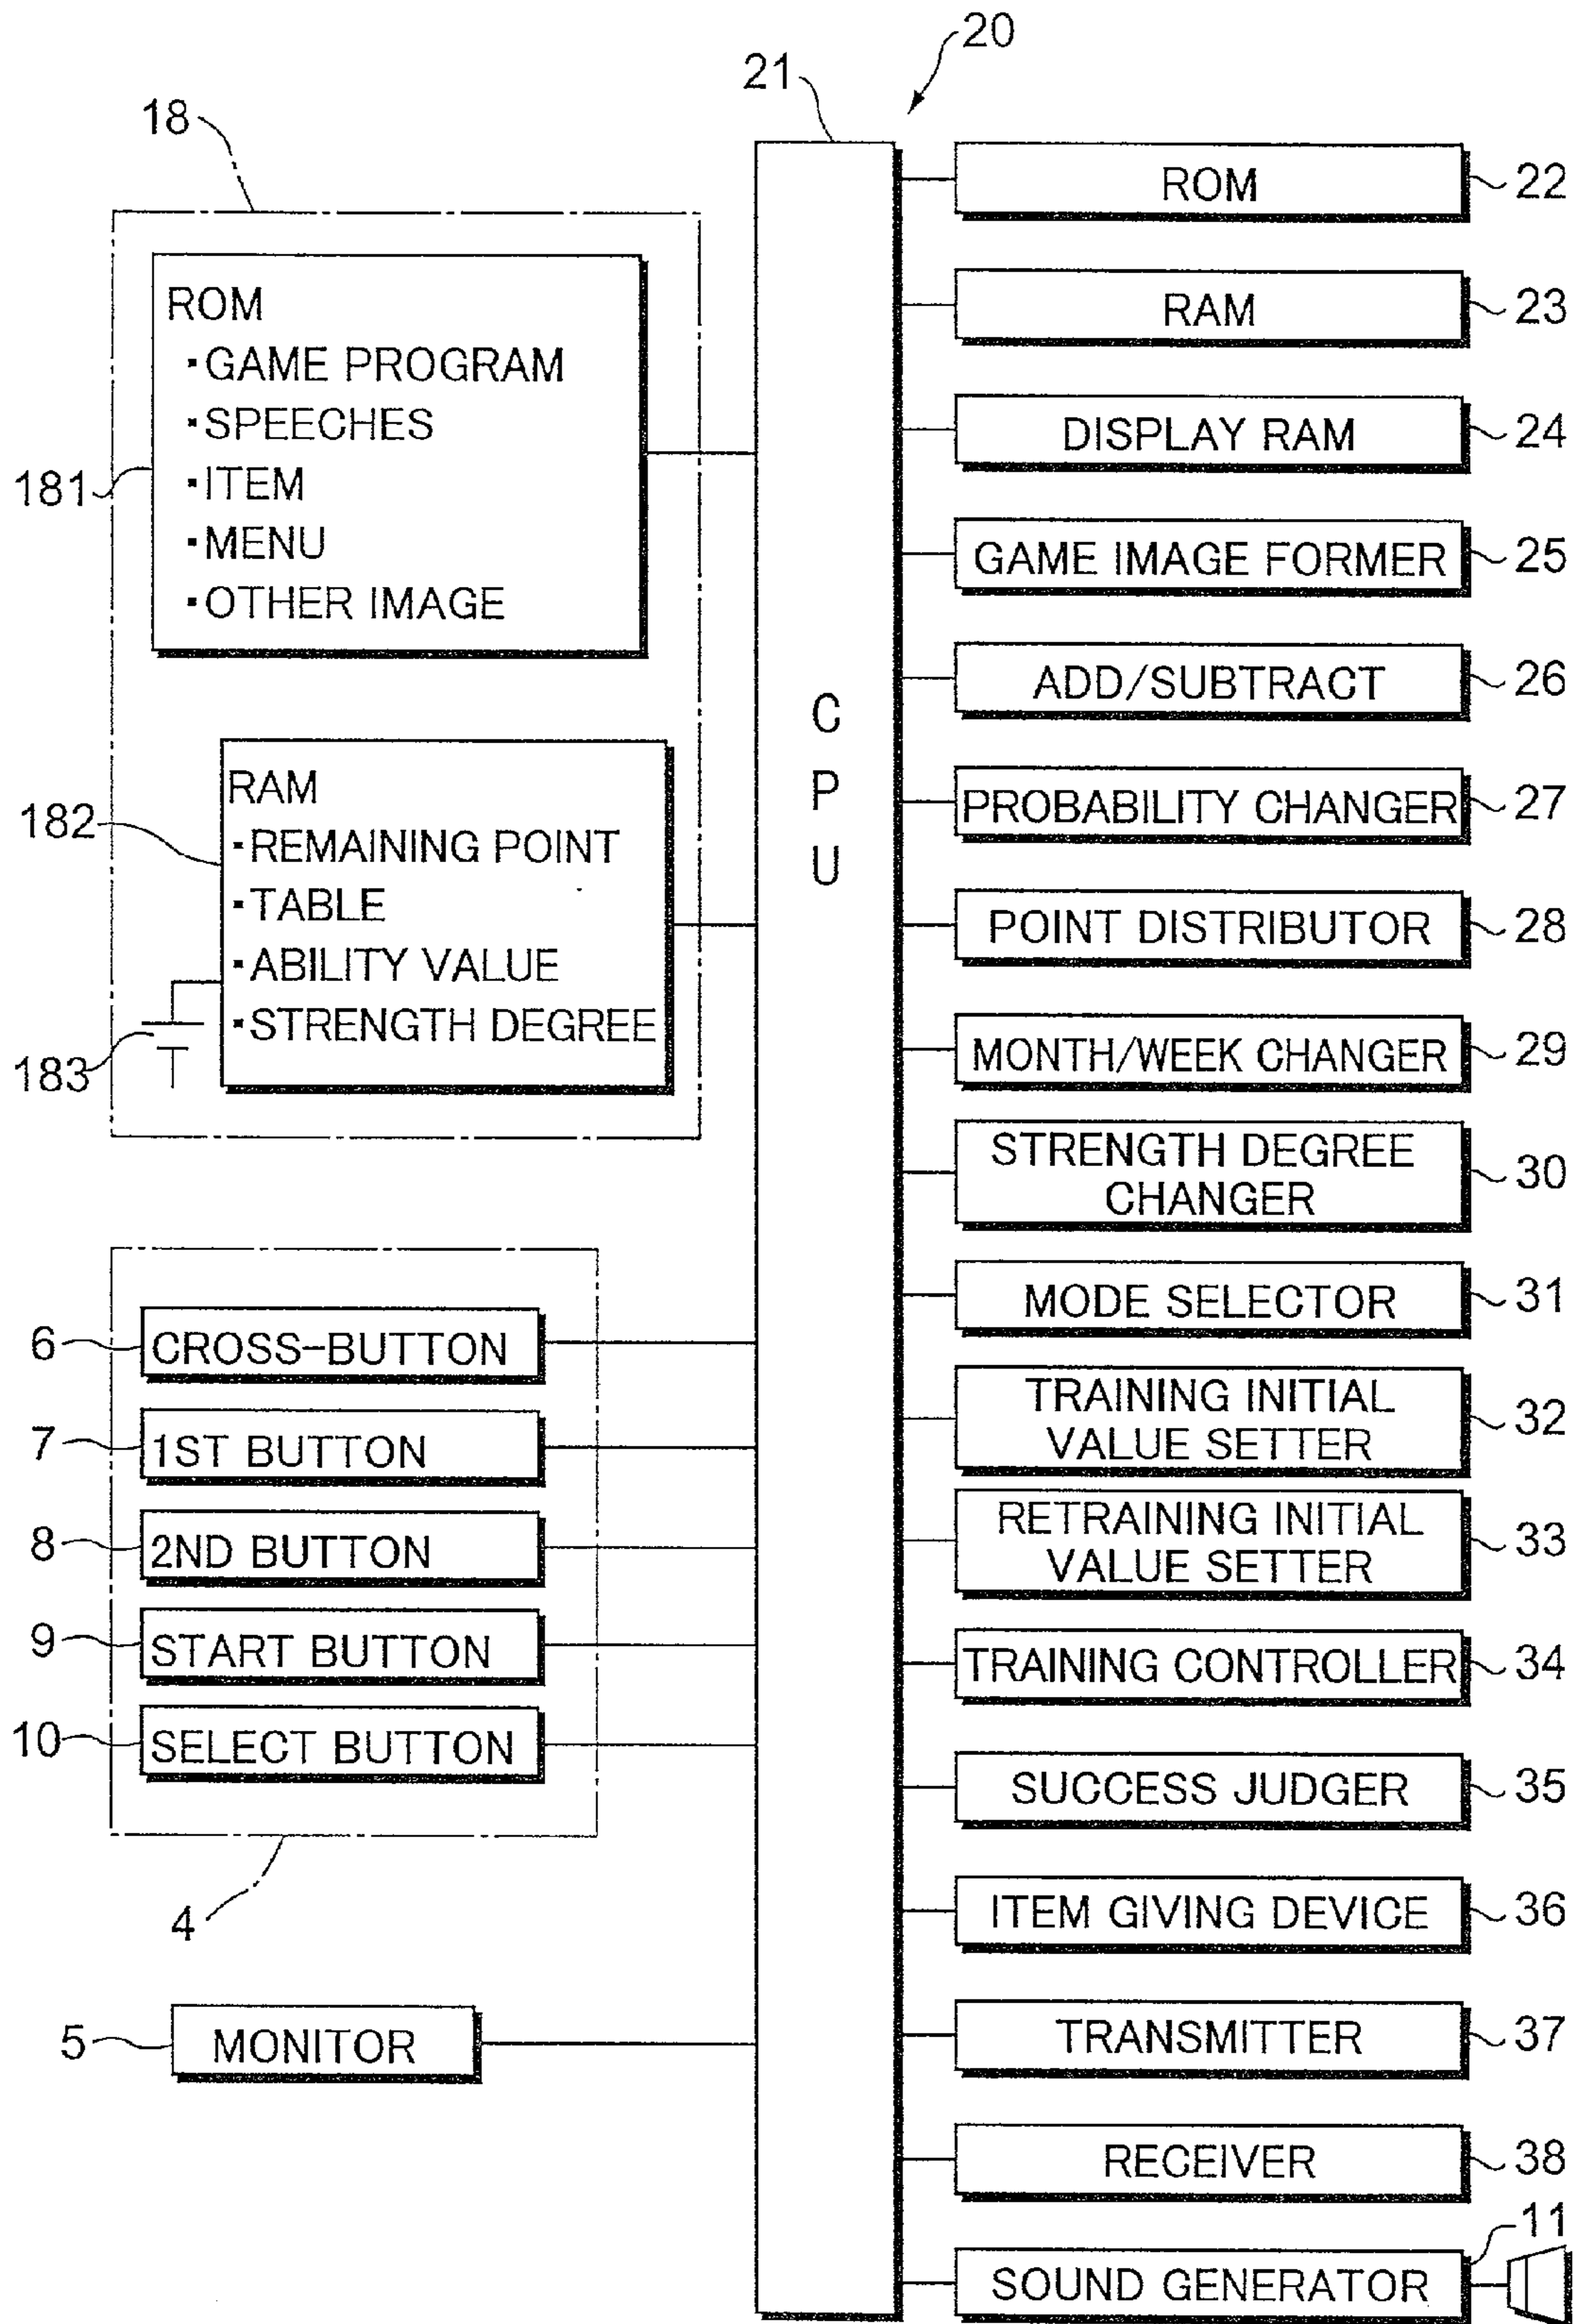 20
21
18
ROM
・GAME PROGRAM
・SPEECHES
・ITEM
・MENU
・OTHER IMAGE
181
RAM
・REMAINING POINT
・TABLE
・ABILITY VALUE
・STRENGTH DEGREE
182
183
CROSS-BUTTON
6
1ST BUTTON
7
2ND BUTTON
8
START BUTTON
9
SELECT BUTTON
10
4
MONITOR
5
C
P
U
ROM
22
RAM
23
DISPLAY RAM
24
GAME IMAGE FORMER
25
ADD/SUBTRACT
26
PROBABILITY CHANGER
27
POINT DISTRIBUTOR
28
MONTH/WEEK CHANGER
29
STRENGTH DEGREE
CHANGER
30
MODE SELECTOR
31
TRAINING INITIAL
VALUE SETTER
32
RETRAINING INITIAL
VALUE SETTER
33
TRAINING CONTROLLER
34
SUCCESS JUDGER
35
ITEM GIVING DEVICE
36
TRANSMITTER
37
RECEIVER
38
SOUND GENERATOR
11